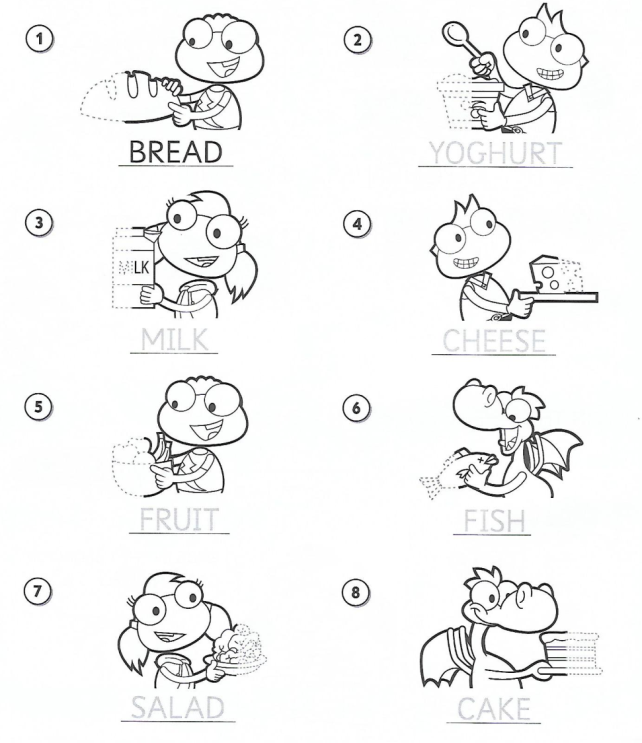 1
BREAD
2
YOGHURT
3
MILK
MILK
4
CHEESE
5
FRUIT
6
FISH
7
SALAD
8
CAKE